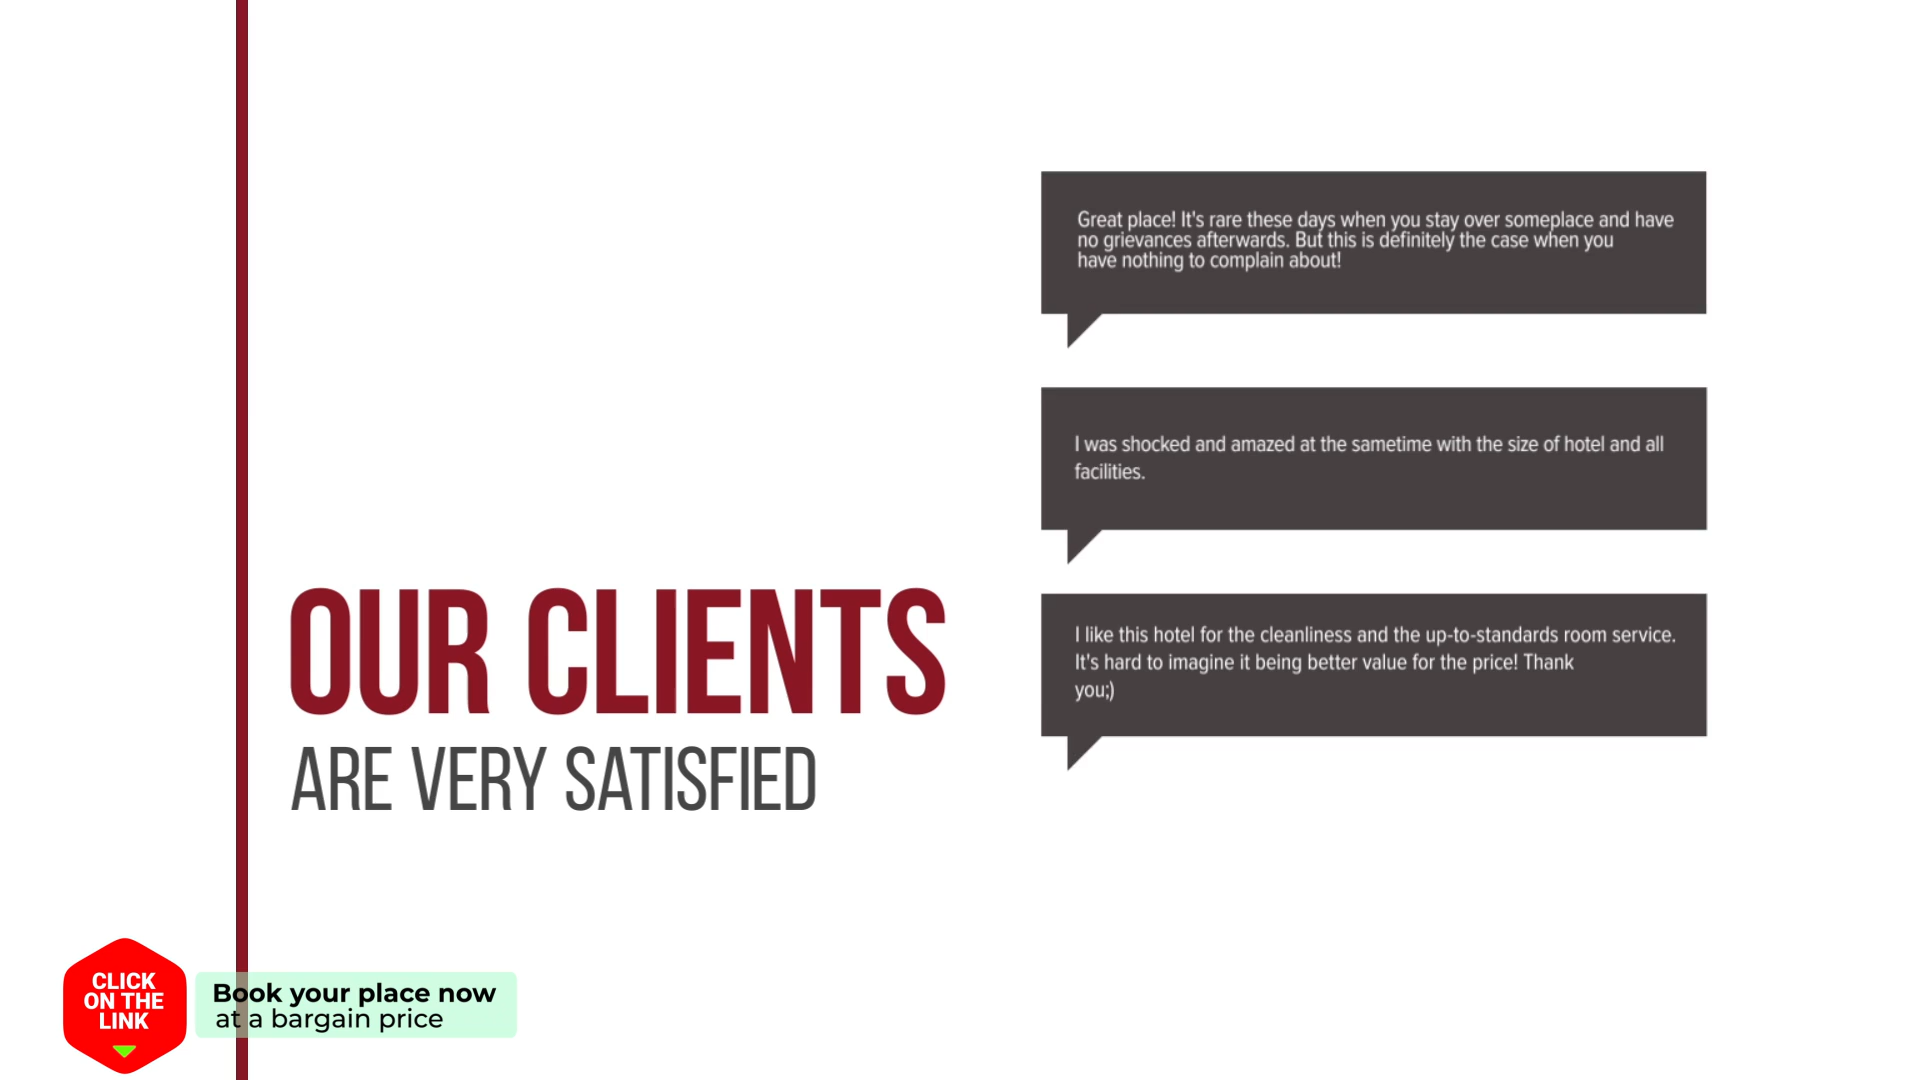 Great place! It's rare these days when you stay over someplace and have
no grievances afterwards. But this is definitely the case when you
have nothing to complain about!
I was shocked and amazed at the sametime with the size of hotel and all
facilities.
I like this hotel for the cleanliness and the up-to-standards room service.
It's hard to imagine it being better value for the price! Thank
you;)
OUR CLIENTS
ARE VERY SATISFIED
CLICK
ON THE
LINK
Book your place now
at a bargain price